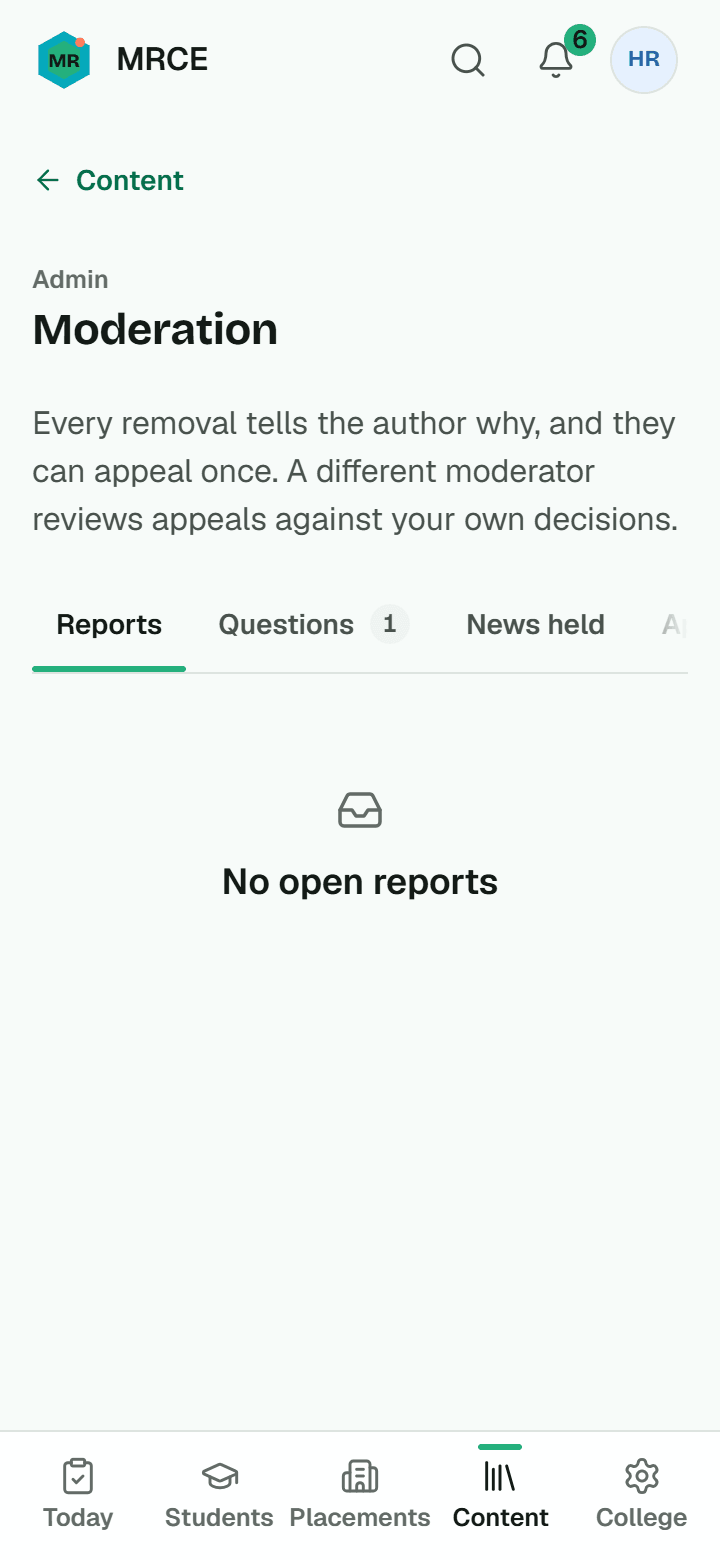 MR
MRCE
6
HR
Content
Admin
Moderation
Every removal tells the author why, and they
can appeal once. A different moderator
reviews appeals against your own decisions.
Reports
Questions 1
News held
No open reports
Today
Students
Placements
Content
College